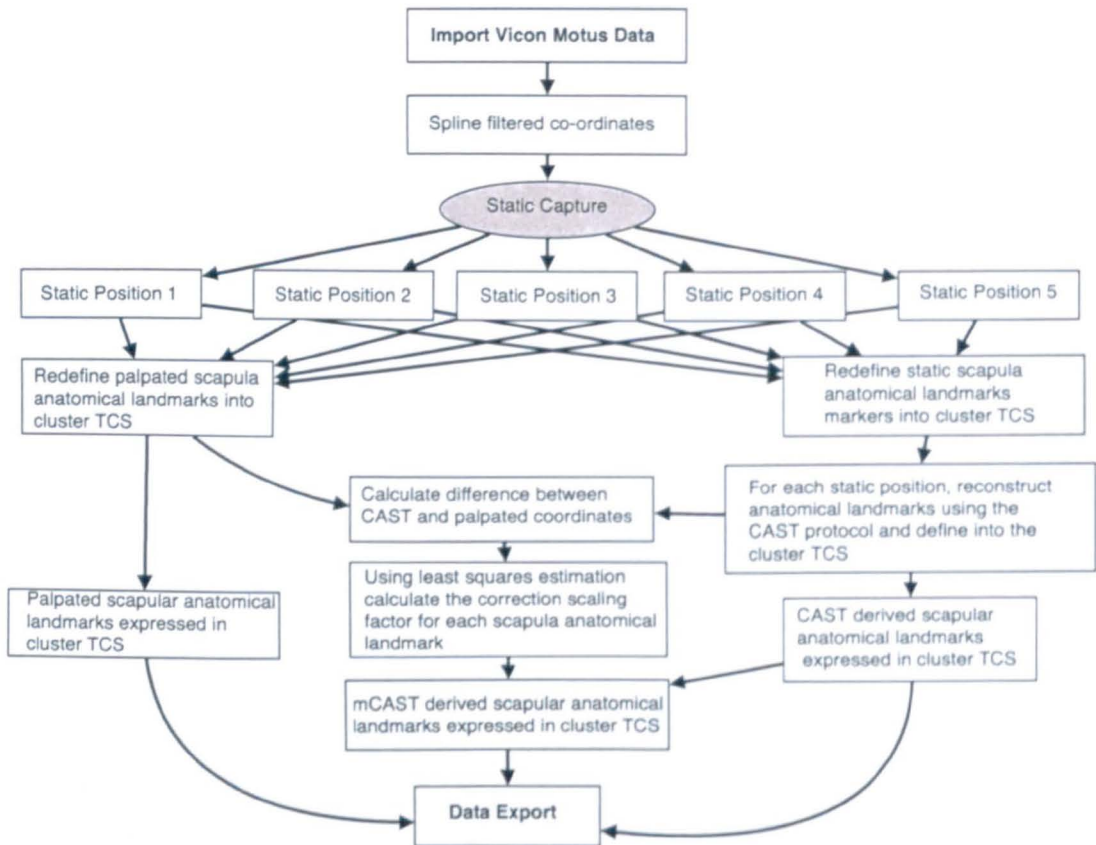 Import Vicon Motus Data
Spline filtered co-ordinates
Static Capture
Static Position 1
Static Position 2
Static Position 3
Static Position 4
Static Position 5
Redefine palpated scapula
anatomical landmarks into
cluster TCS
Redefine static scapula
anatomical landmarks
markers into cluster TCS
Calculate difference between
CAST and palpated coordinates
For each static position, reconstruct
anatomical landmarks using the
CAST protocol and define into the
cluster TCS
Using least squares estimation
calculate the correction scaling
factor for each scapula anatomical
landmark
Palpated scapular anatomical
landmarks expressed in
cluster TCS
CAST derived scapular
anatomical landmarks
expressed in cluster TCS
mCAST derived scapular anatomical
landmarks expressed in cluster TCS
Data Export